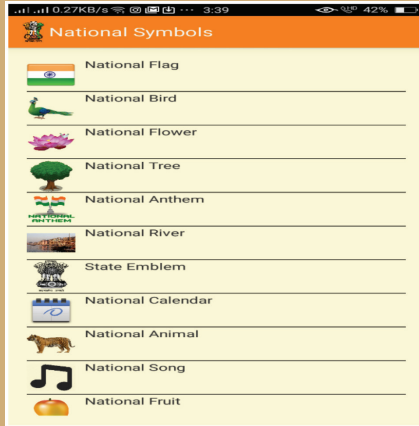 0.27KB/s ... 3:39 42%
National Symbols
National Flag
National Bird
National Flower
National Tree
National Anthem
NATIONAL
ANTHEM
National River
State Emblem
National Calendar
National Animal
National Song
National Fruit